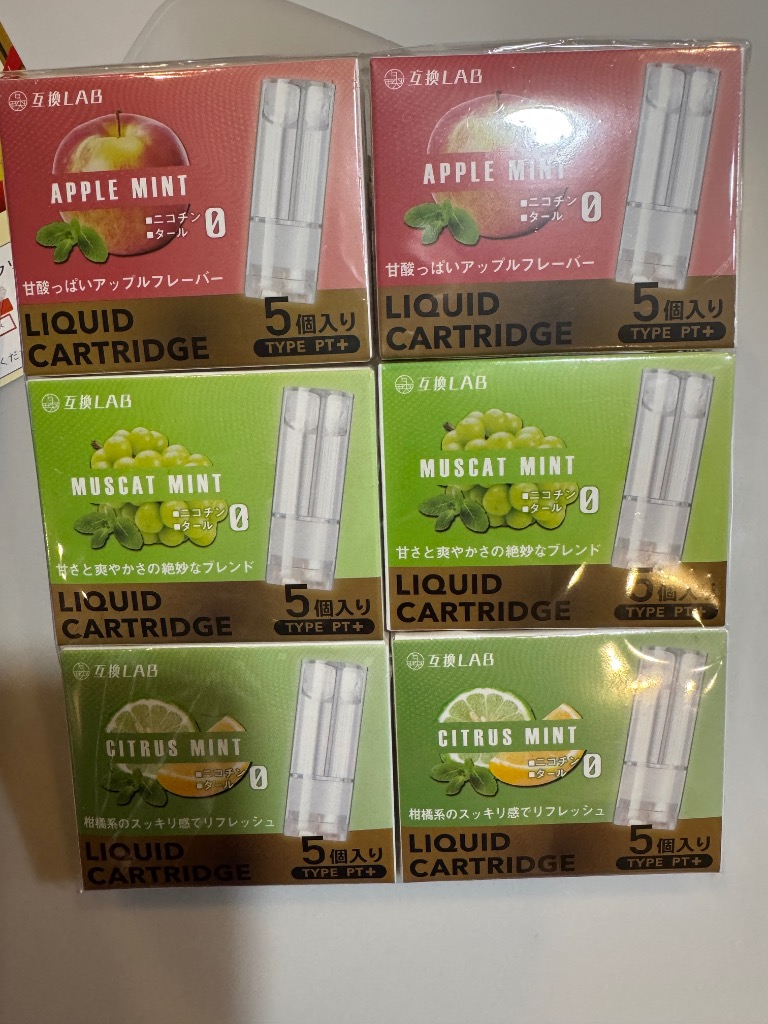 互換LAB
APPLE MINT
■ニコチン
■タール 0
甘酸っぱいアップルフレーバー
LIQUID
CARTRIDGE
5個入り
TYPE PT+
互換LAB
APPLE MINT
■ニコチン
■タール 0
甘酸っぱいアップルフレーバー
LIQUID
CARTRIDGE
5個入り
TYPE PT+
互換LAB
MUSCAT MINT
■ニコチン
■タール 0
甘さと爽やかさの絶妙なブレンド
LIQUID
CARTRIDGE
5個入り
TYPE PT+
互換LAB
MUSCAT MINT
■ニコチン
■タール 0
甘さと爽やかさの絶妙なブレンド
LIQUID
CARTRIDGE
5個入り
TYPE PT+
互換LAB
CITRUS MINT
■ニコチン
■タール 0
柑橘系のスッキリ感でリフレッシュ
LIQUID
CARTRIDGE
5個入り
TYPE PT+
互換LAB
CITRUS MINT
■ニコチン
■タール 0
柑橘系のスッキリ感でリフレッシュ
LIQUID
CARTRIDGE
5個入り
TYPE PT+